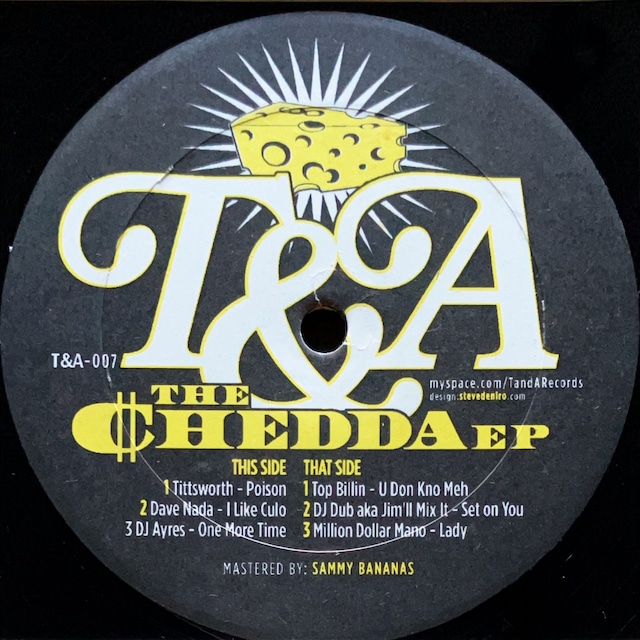 T&A
T&A-007
myspace.com/TandARecords
design.stevedeniro.com
THE
CHEDDA EP
THIS SIDE
1 Tittsworth - Poison
2 Dave Nada - I Like Culo
3 DJ Ayres - One More Time
THAT SIDE
1 Top Billin - U Don Kno Meh
2 DJ Dub aka Jim'll Mix It - Set on You
3 Million Dollar Mano - Lady
MASTERED BY: SAMMY BANANAS